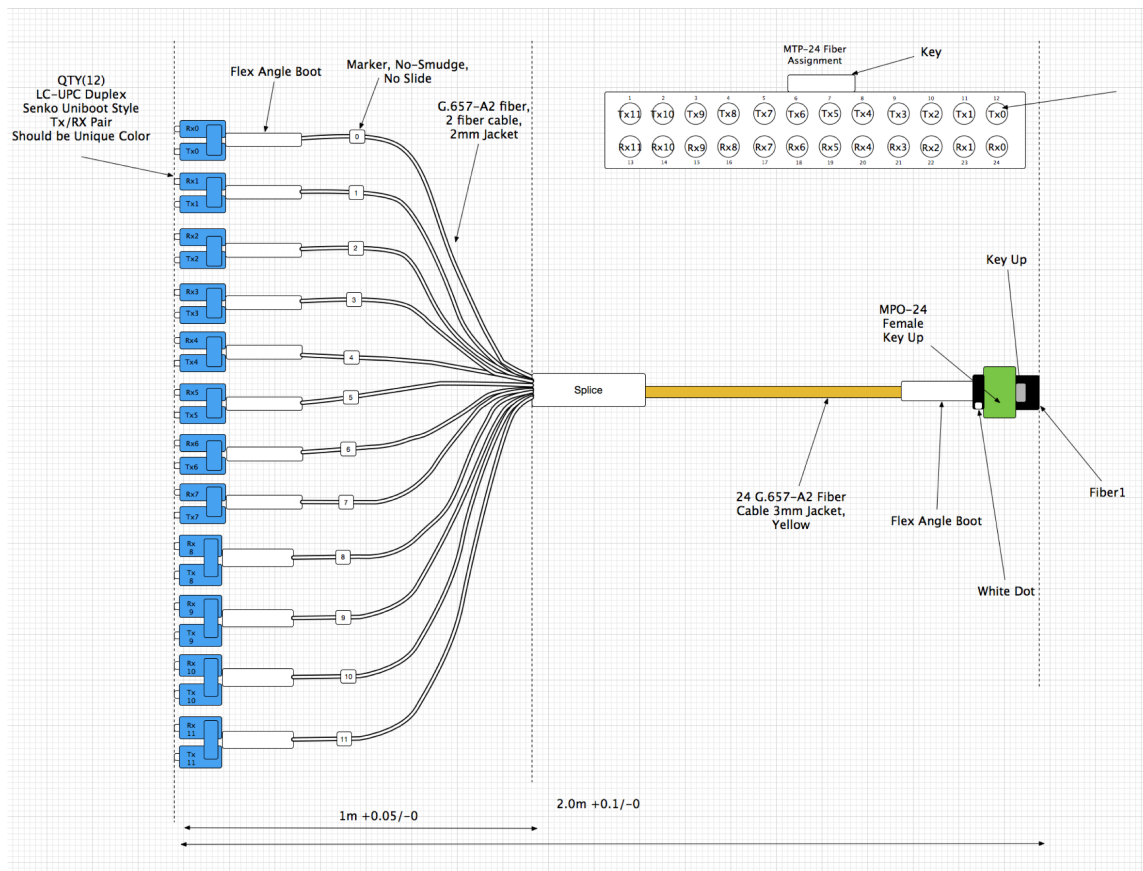 QTY(12)
LC-UPC Duplex
Senko Uniboot Style
Tx/RX Pair
Should be Unique Color
Flex Angle Boot
Marker, No-Smudge,
No Slide
G.657-A2 fiber,
2 fiber cable,
2mm Jacket
MTP-24 Fiber
Assignment
Key
1 2 3 4 5 6 7 8 9 10 11 12
Tx11 Tx10 Tx9 Tx8 Tx7 Tx6 Tx5 Tx4 Tx3 Tx2 Tx1 Tx0
Rx11 Rx10 Rx9 Rx8 Rx7 Rx6 Rx5 Rx4 Rx3 Rx2 Rx1 Rx0
13 14 15 16 17 18 19 20 21 22 23 24
Rx0
Tx0
0
Rx1
Tx1
1
Rx2
Tx2
2
Rx3
Tx3
3
Rx4
Tx4
4
Rx5
Tx5
5
Rx6
Tx6
6
Rx7
Tx7
7
Rx
8
Tx
8
8
Rx
9
Tx
9
9
Rx
10
Tx
10
10
Rx
11
Tx
11
11
Splice
Key Up
MPO-24
Female
Key Up
24 G.657-A2 Fiber
Cable 3mm Jacket,
Yellow
Flex Angle Boot
Fiber1
White Dot
2.0m +0.1/-0
1m +0.05/-0